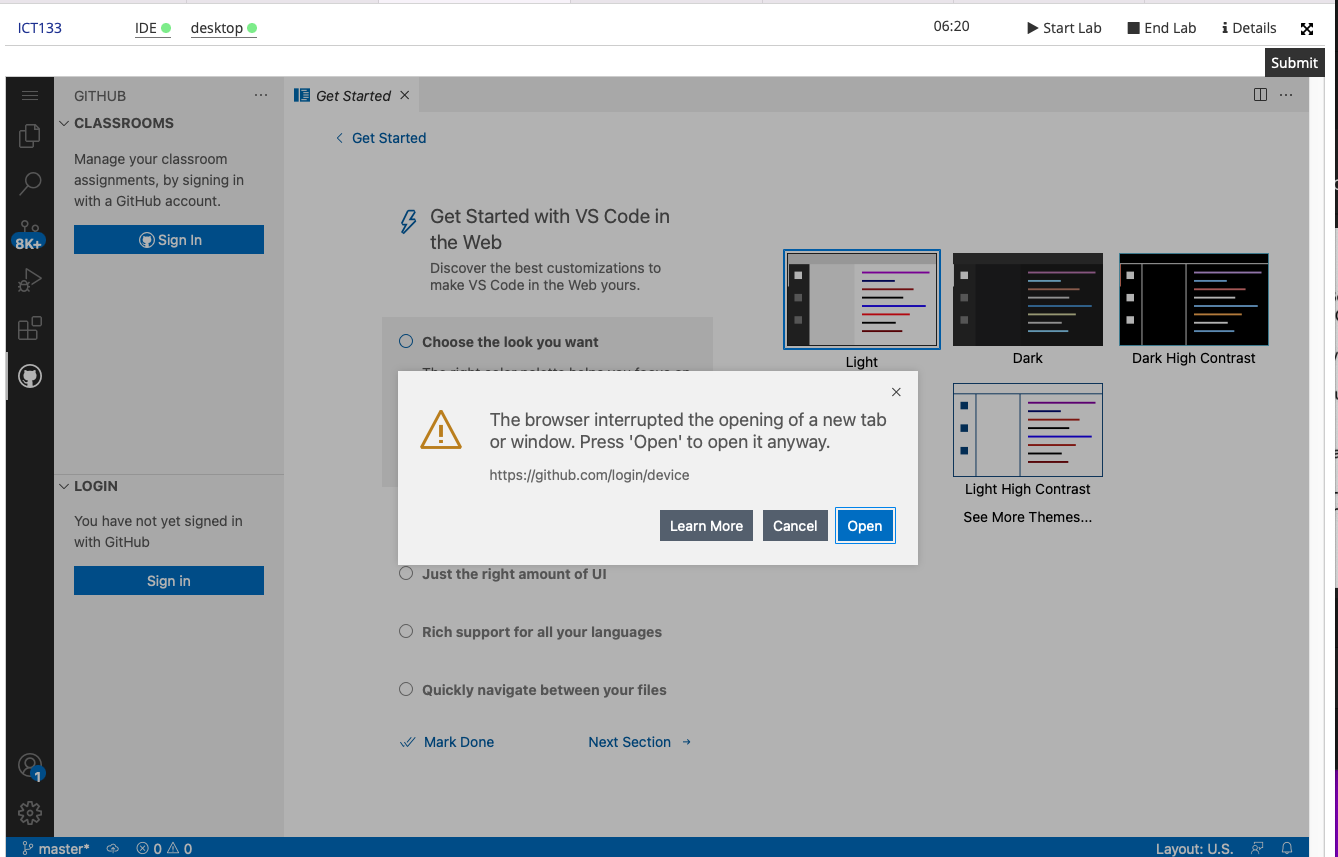 ICT133
IDE
desktop
06:20
Start Lab
End Lab
Details
Submit
GITHUB
CLASSROOMS
Manage your classroom
assignments, by signing in
with a GitHub account.
Sign In
8K+
LOGIN
You have not yet signed in
with GitHub
Sign in
1
Get Started
Get Started
Get Started with VS Code in
the Web
Discover the best customizations to
make VS Code in the Web yours.
Choose the look you want
The right color palette helps you focus on
Light
Dark
Dark High Contrast
Light High Contrast
See More Themes...
The browser interrupted the opening of a new tab
or window. Press 'Open' to open it anyway.
https://github.com/login/device
Learn More
Cancel
Open
Just the right amount of UI
Rich support for all your languages
Quickly navigate between your files
Mark Done
Next Section
master*
0
0
Layout: U.S.